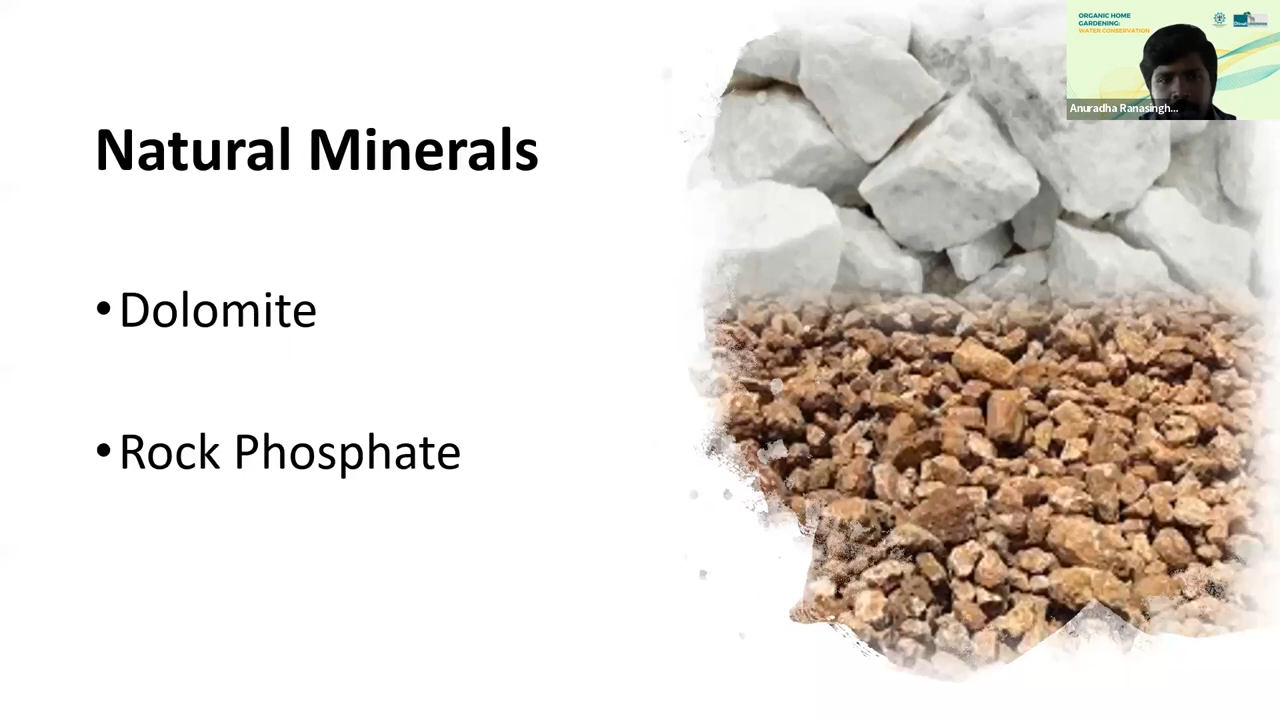 Natural Minerals
•Dolomite
•Rock Phosphate
ORGANIC HOME
GARDENING:
WATER CONSERVATION
Anuradha Ranasingh...